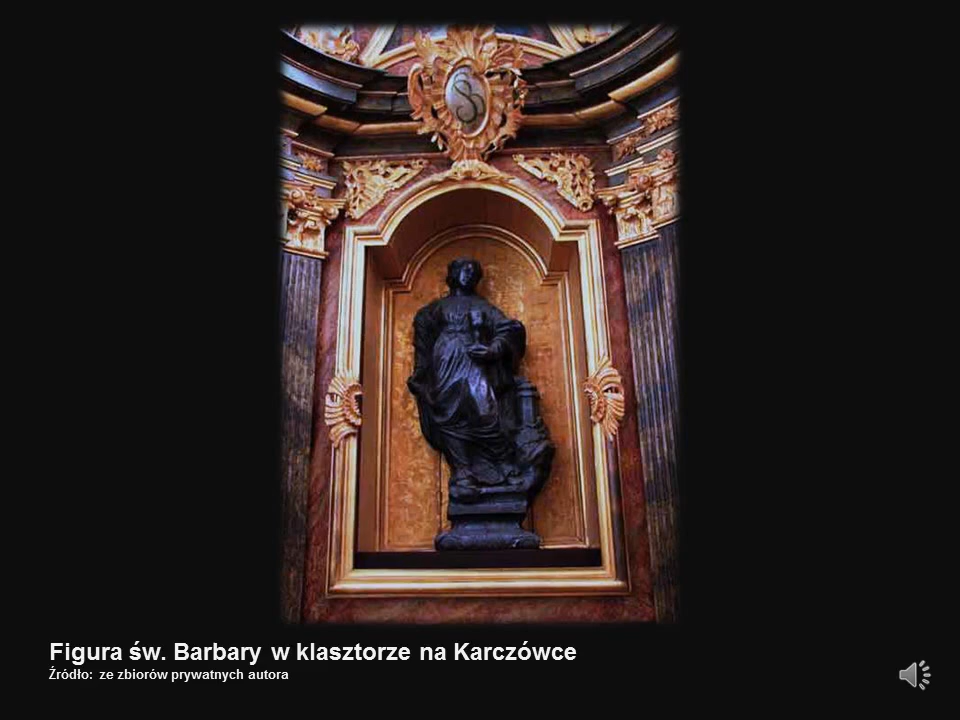 Figura św. Barbary w klasztorze na Karczówce
Źródło: ze zbiorów prywatnych autora